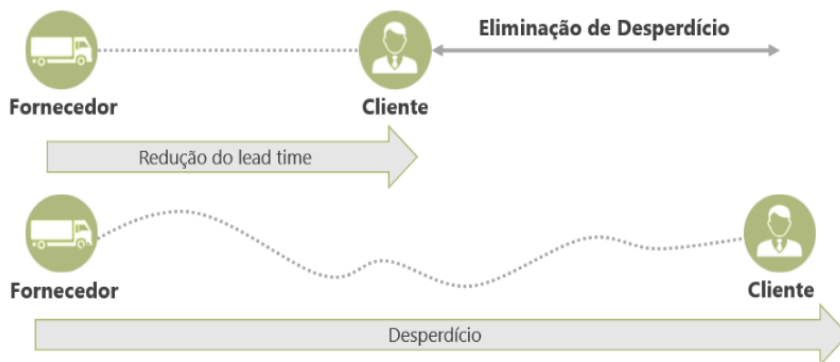 Eliminação de Desperdício
Fornecedor
Cliente
Redução do lead time
Fornecedor
Cliente
Desperdício